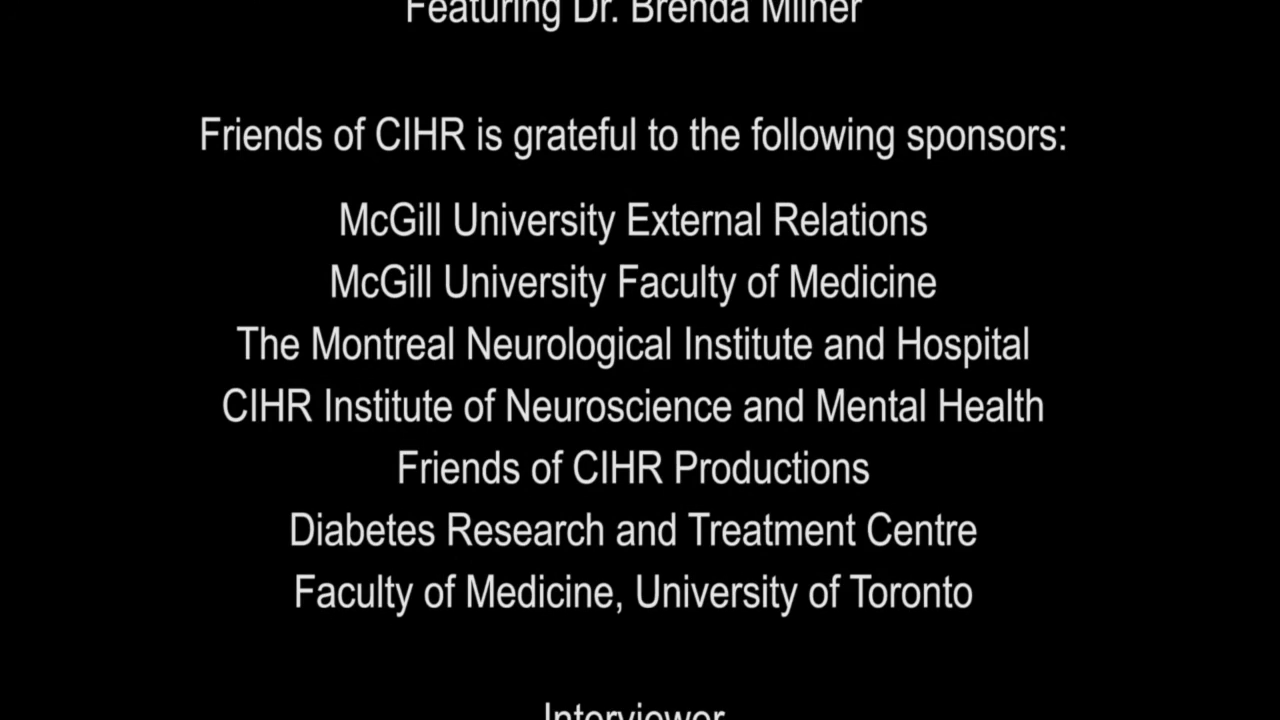 Featuring Dr. Brenda Milner
Friends of CIHR is grateful to the following sponsors:
McGill University External Relations
McGill University Faculty of Medicine
The Montreal Neurological Institute and Hospital
CIHR Institute of Neuroscience and Mental Health
Friends of CIHR Productions
Diabetes Research and Treatment Centre
Faculty of Medicine, University of Toronto
Interviewer